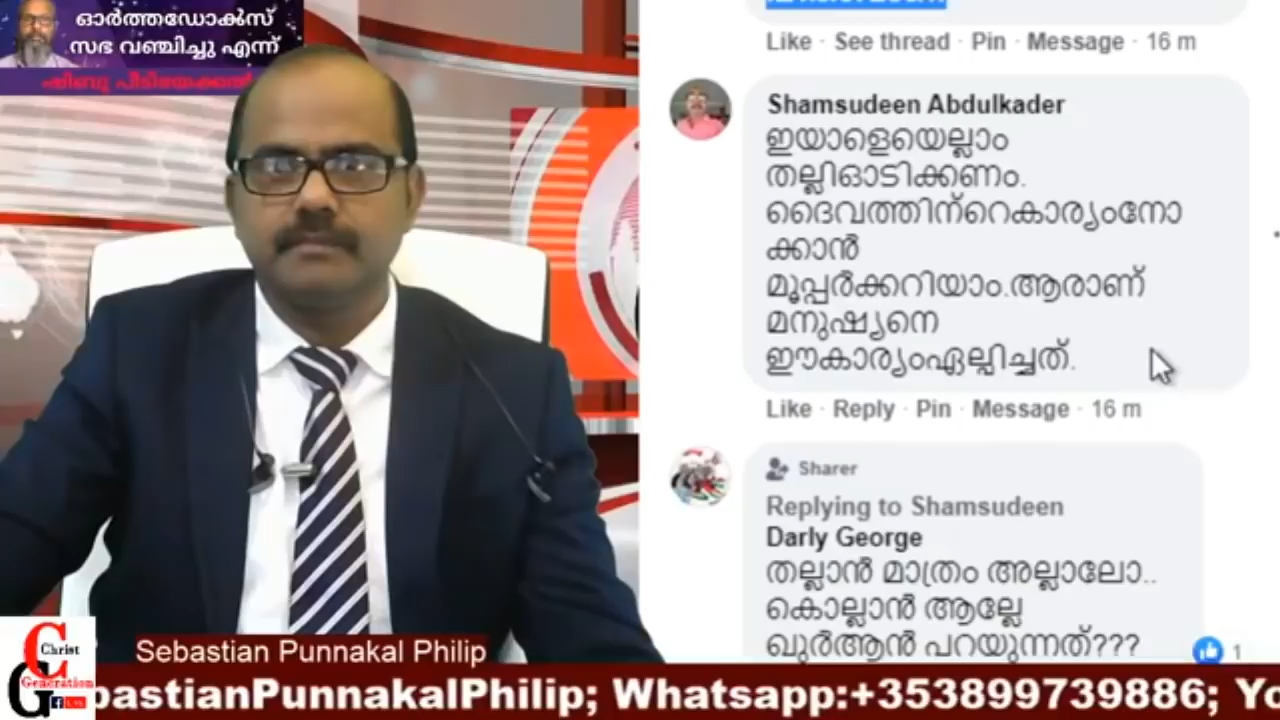 ഓർത്തഡോക്സ്
സഭ വഞ്ചിച്ചു എന്ന്
ഷിബു പീടിയേക്കൽ
Like · See thread · Pin · Message · 16 m
Shamsudeen Abdulkader
ഇയാളെയെല്ലാം
തല്ലിഓടിക്കണം.
ദൈവത്തിന്റെകാര്യംനോ
ക്കാൻ
മൂപ്പർക്കറിയാം.ആരാണ്
മനുഷ്യനെ
ഈകാര്യംഏല്പിച്ചത്.
Like · Reply · Pin · Message · 16 m
Sharer
Replying to Shamsudeen
Darly George
തല്ലാൻ മാത്രം അല്ലാലോ..
കൊല്ലാൻ ആല്ലേ
ഖുർആൻ പറയുന്നത്???
1
Sebastian Punnakal Philip
Christ
Generation
bastianPunnakalPhilip; Whatsapp:+353899739886; Yo